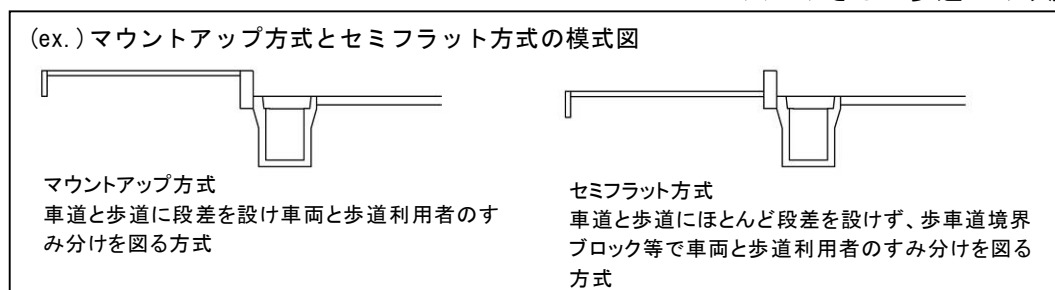 (ex.)マウントアップ方式とセミフラット方式の模式図
マウントアップ方式
車道と歩道に段差を設け車両と歩道利用者のす
み分けを図る方式
セミフラット方式
車道と歩道にほとんど段差を設けず、歩車道境界
ブロック等で車両と歩道利用者のすみ分けを図る
方式